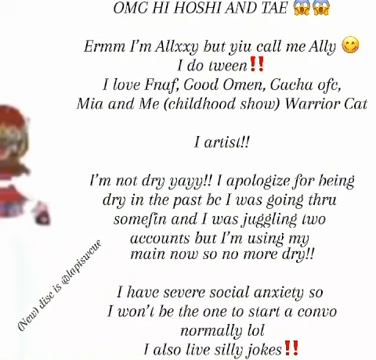 OMG HI HOSHI AND TAE 😱😱
Ermm I'm Allxxy but yiu call me Ally 😋
I do tween‼️
I love Fnaf, Good Omen, Gacha ofc,
Mia and Me (childhood show) Warrior Cat
I artist!!
I'm not dry yayy!! I apologize for being
dry in the past bc I was going thru
somefin and I was juggling two
accounts but I'm using my
main now so no more dry!!
(New) disc is @lapiswcue
I have severe social anxiety so
I won't be the one to start a convo
normally lol
I also live silly jokes‼️